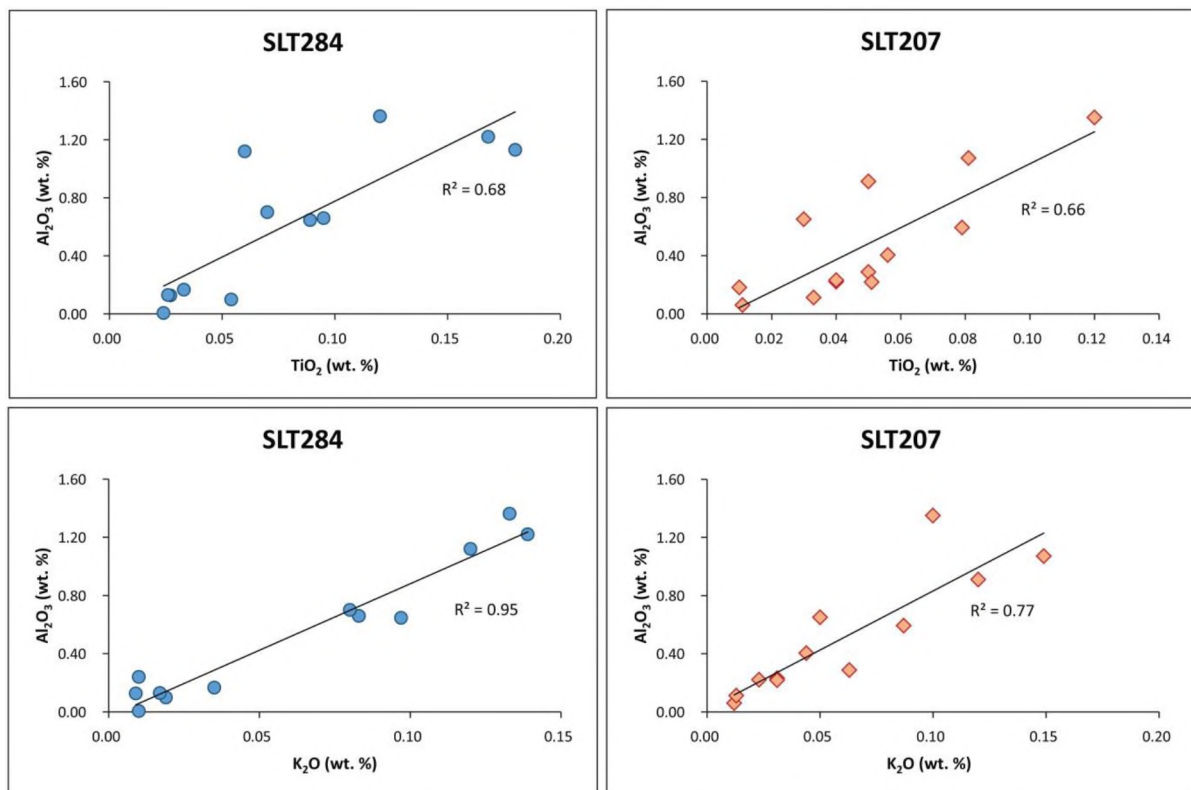 SLT284
1.60
1.20
0.80
0.40
0.00
Al₂O₃ (wt. %)
R² = 0.68
0.00 0.05 0.10 0.15 0.20
TiO₂ (wt. %)
SLT207
1.60
1.20
0.80
0.40
0.00
Al₂O₃ (wt. %)
R² = 0.66
0.00 0.02 0.04 0.06 0.08 0.10 0.12 0.14
TiO₂ (wt. %)
SLT284
1.60
1.20
0.80
0.40
0.00
Al₂O₃ (wt. %)
R² = 0.95
0.00 0.05 0.10 0.15
K₂O (wt. %)
SLT207
1.60
1.20
0.80
0.40
0.00
Al₂O₃ (wt. %)
R² = 0.77
0.00 0.05 0.10 0.15 0.20
K₂O (wt. %)